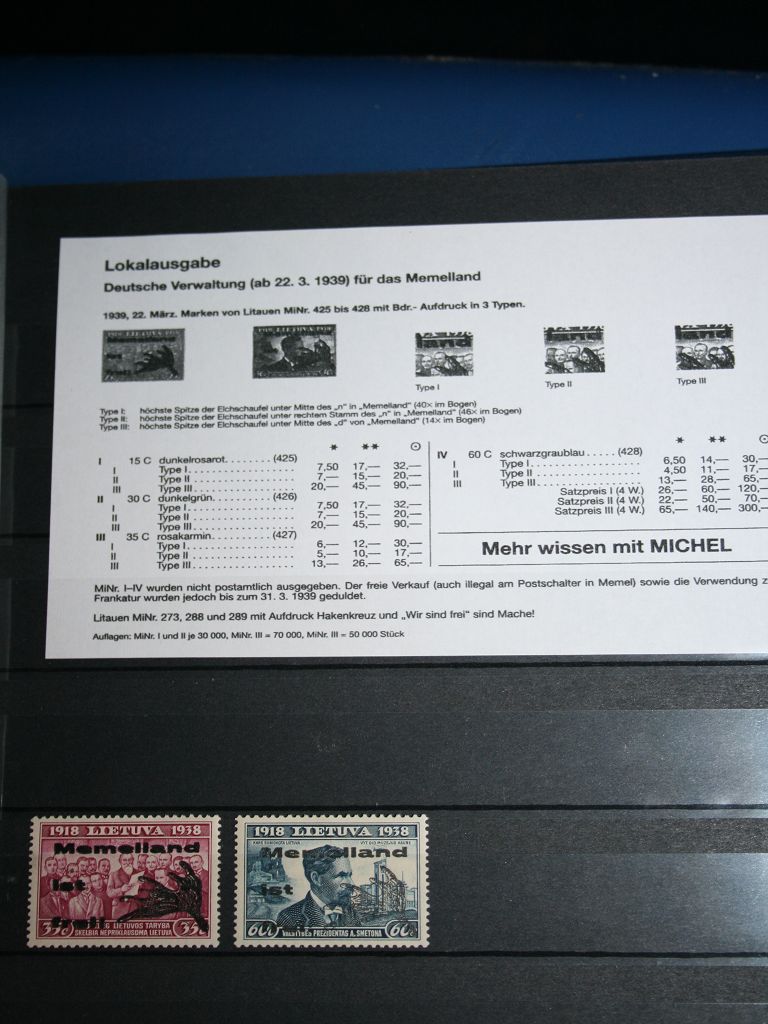 Lokalausgabe
Deutsche Verwaltung (ab 22. 3. 1939) für das Memelland
1939, 22. März. Marken von Litauen MiNr. 425 bis 428 mit Bdr.- Aufdruck in 3 Typen.
Type I Type II Type III
Type I: höchste Spitze der Elchschaufel unter Mitte des „n" in „Memelland" (40× im Bogen)
Type II: höchste Spitze der Elchschaufel unter rechtem Stamm des „n" in „Memelland" (46× im Bogen)
Type III: höchste Spitze der Elchschaufel unter Mitte des „d" von „Memelland" (14× im Bogen)
* ** ⊙
I 15 C dunkelrosarot........(425)
I Type I.................... 7,50 17,— 32,—
II Type II.................... 7,— 15,— 20,—
III Type III.................... 20,— 45,— 90,—
II 30 C dunkelgrün..........(426)
I Type I.................... 7,50 17,— 32,—
II Type II.................... 7,— 15,— 20,—
III Type III.................... 20,— 45,— 90,—
III 35 C rosakarmin..........(427)
I Type I.................... 6,— 12,— 30,—
II Type II.................... 5,— 10,— 17,—
III Type III.................... 13,— 26,— 65,—
* ** ⊙
IV 60 C schwarzgraublau.....(428)
I Type I.................... 6,50 14,— 30,—
II Type II.................... 4,50 11,— 17,—
III Type III.................... 13,— 28,— 65,—
Satzpreis I (4 W.) 26,— 60,— 120,—
Satzpreis II (4 W.) 22,— 50,— 70,—
Satzpreis III (4 W.) 65,— 140,— 300,—
Mehr wissen mit MICHEL
MiNr. I–IV wurden nicht postamtlich ausgegeben. Der freie Verkauf (auch illegal am Postschalter in Memel) sowie die Verwendung z
Frankatur wurden jedoch bis zum 31. 3. 1939 geduldet.
Litauen MiNr. 273, 288 und 289 mit Aufdruck Hakenkreuz und „Wir sind frei" sind Mache!
Auflagen: MiNr. I und II je 30 000, MiNr. III = 70 000, MiNr. III = 50 000 Stück
1918 LIETUVA 1938
Memelland
ist
frei!
35c LIETUVOS TARYBA 35c
SKELBIA NEPRIKLAUSOMĄ LIETUVĄ
1918 LIETUVA 1938
Memelland
ist
60c VALSTYBĖS PREZIDENTAS A. SMETONA 60c